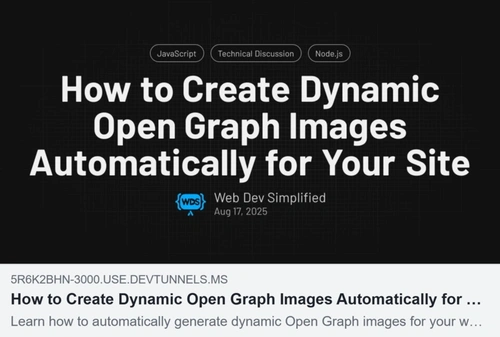 JavaScript
Technical Discussion
Node.js
How to Create Dynamic
Open Graph Images
Automatically for Your Site
{WDS}
Web Dev Simplified
Aug 17, 2025
5R6K2BHN-3000.USE.DEVTUNNELS.MS
How to Create Dynamic Open Graph Images Automatically for ...
Learn how to automatically generate dynamic Open Graph images for your w...